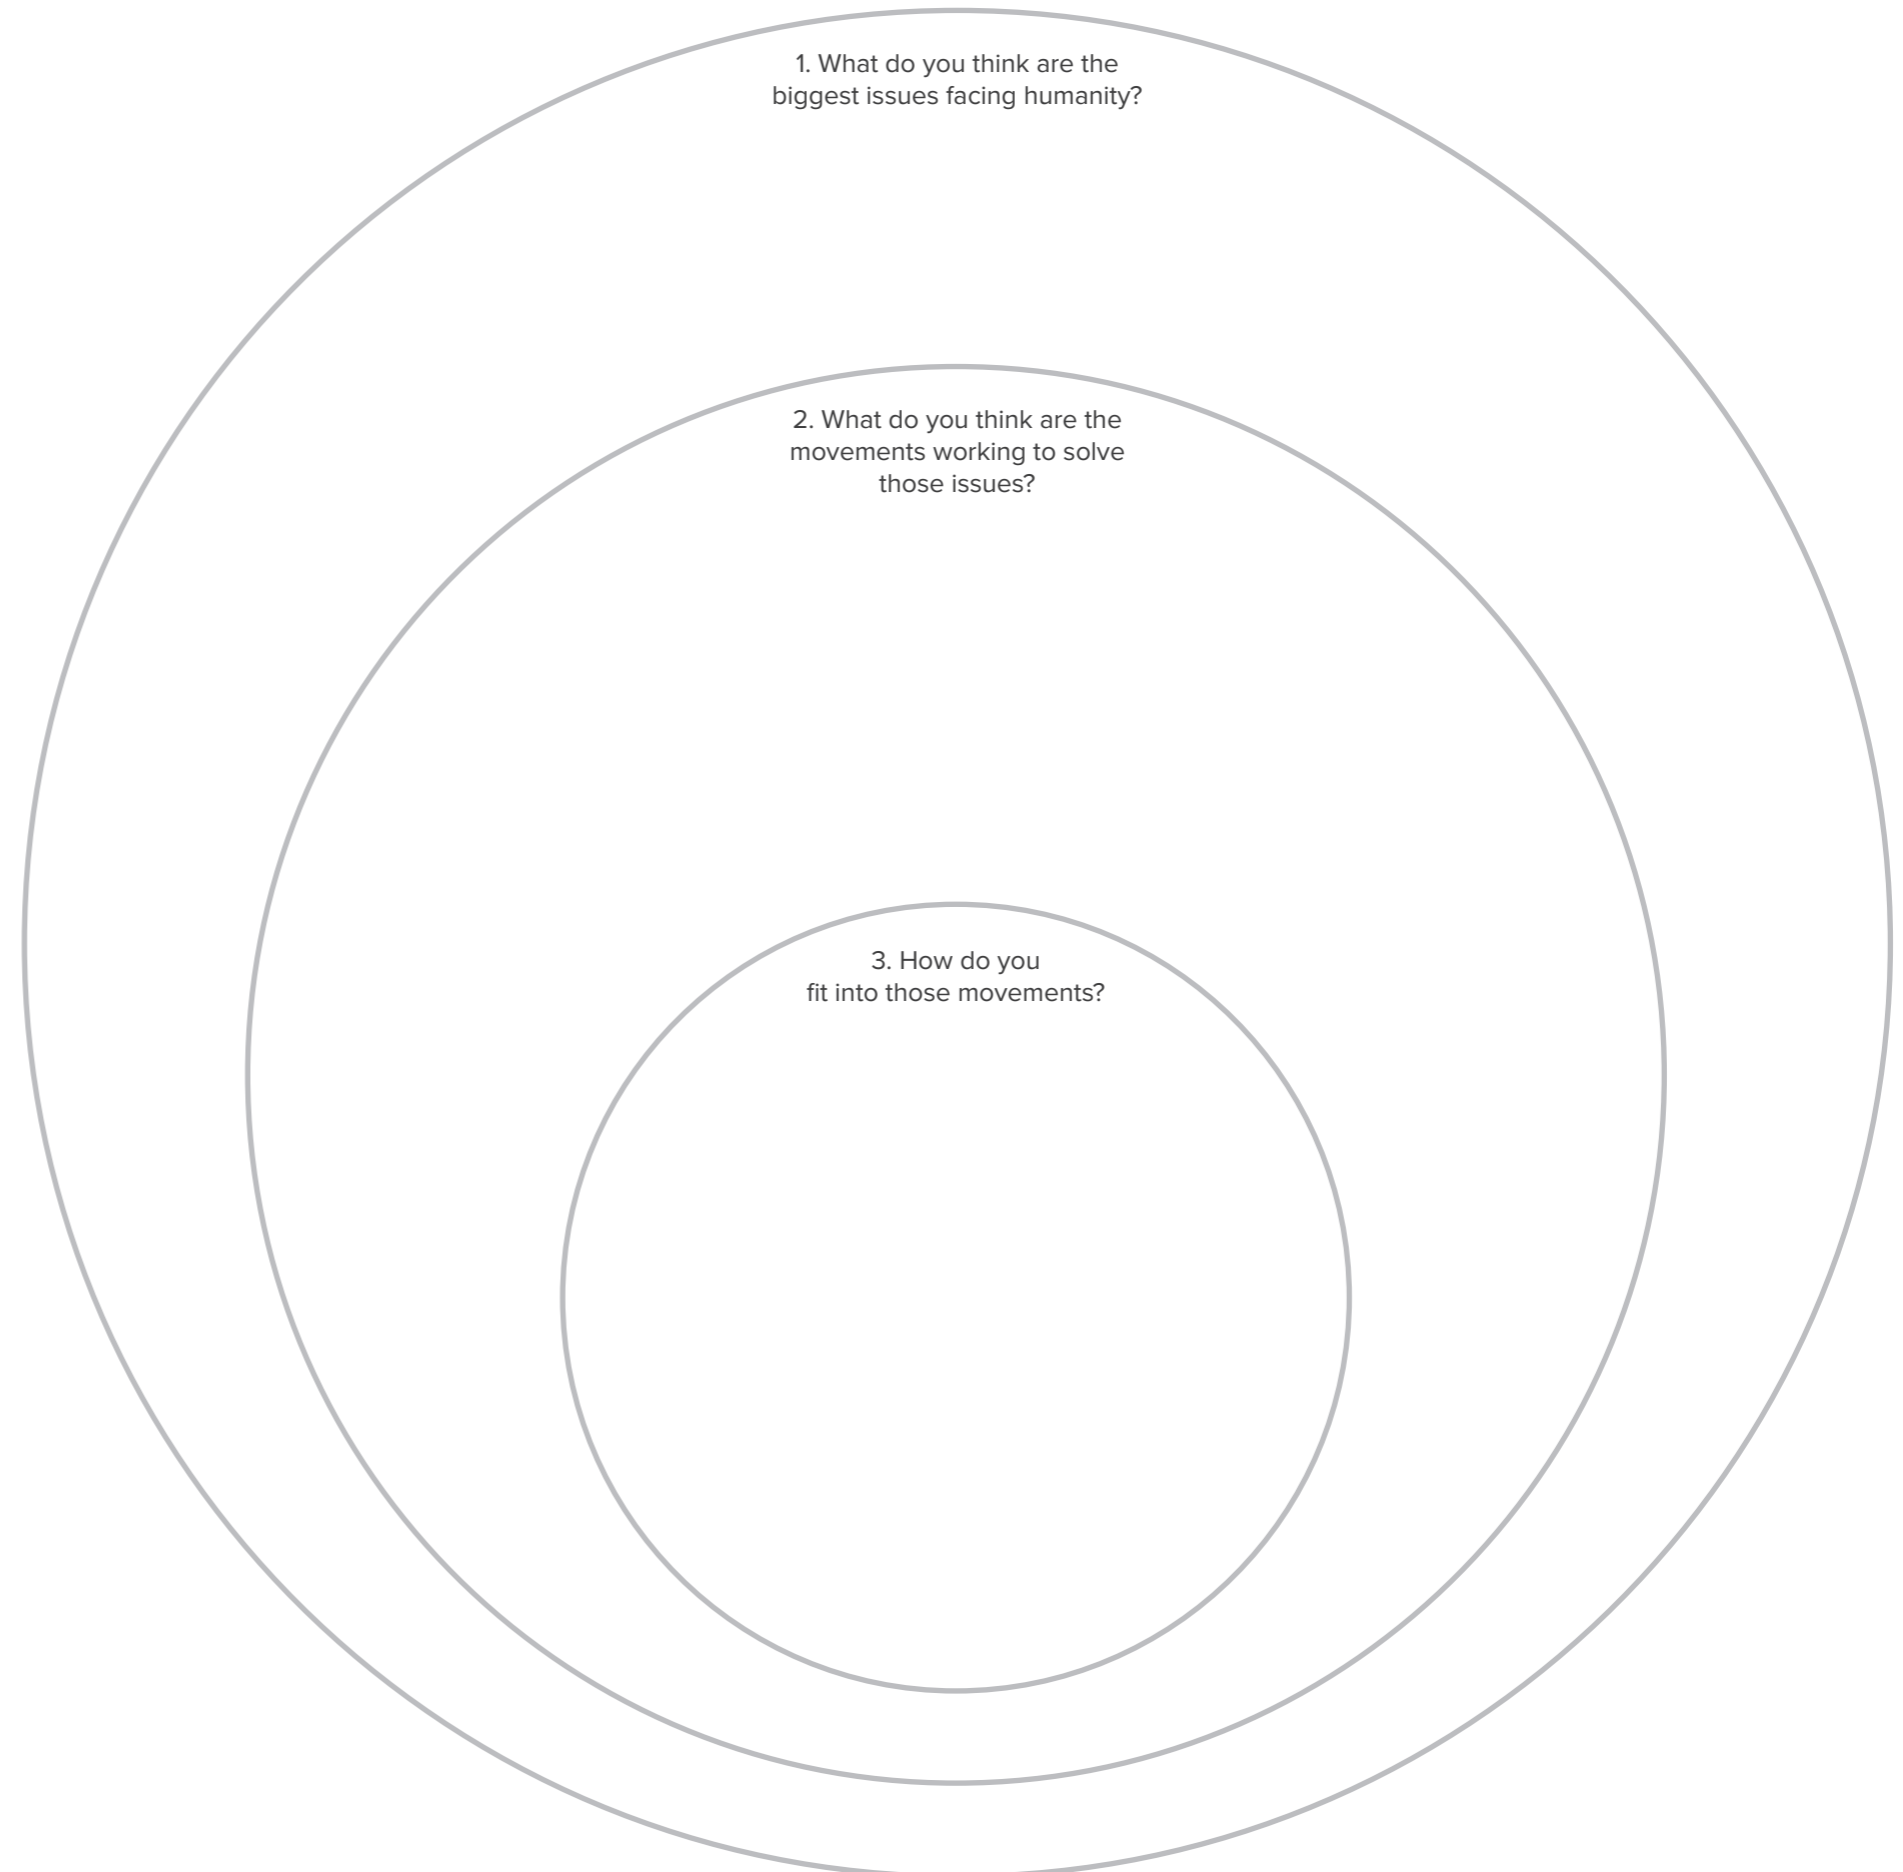 1. What do you think are the
biggest issues facing humanity?
2. What do you think are the
movements working to solve
those issues?
3. How do you
fit into those movements?